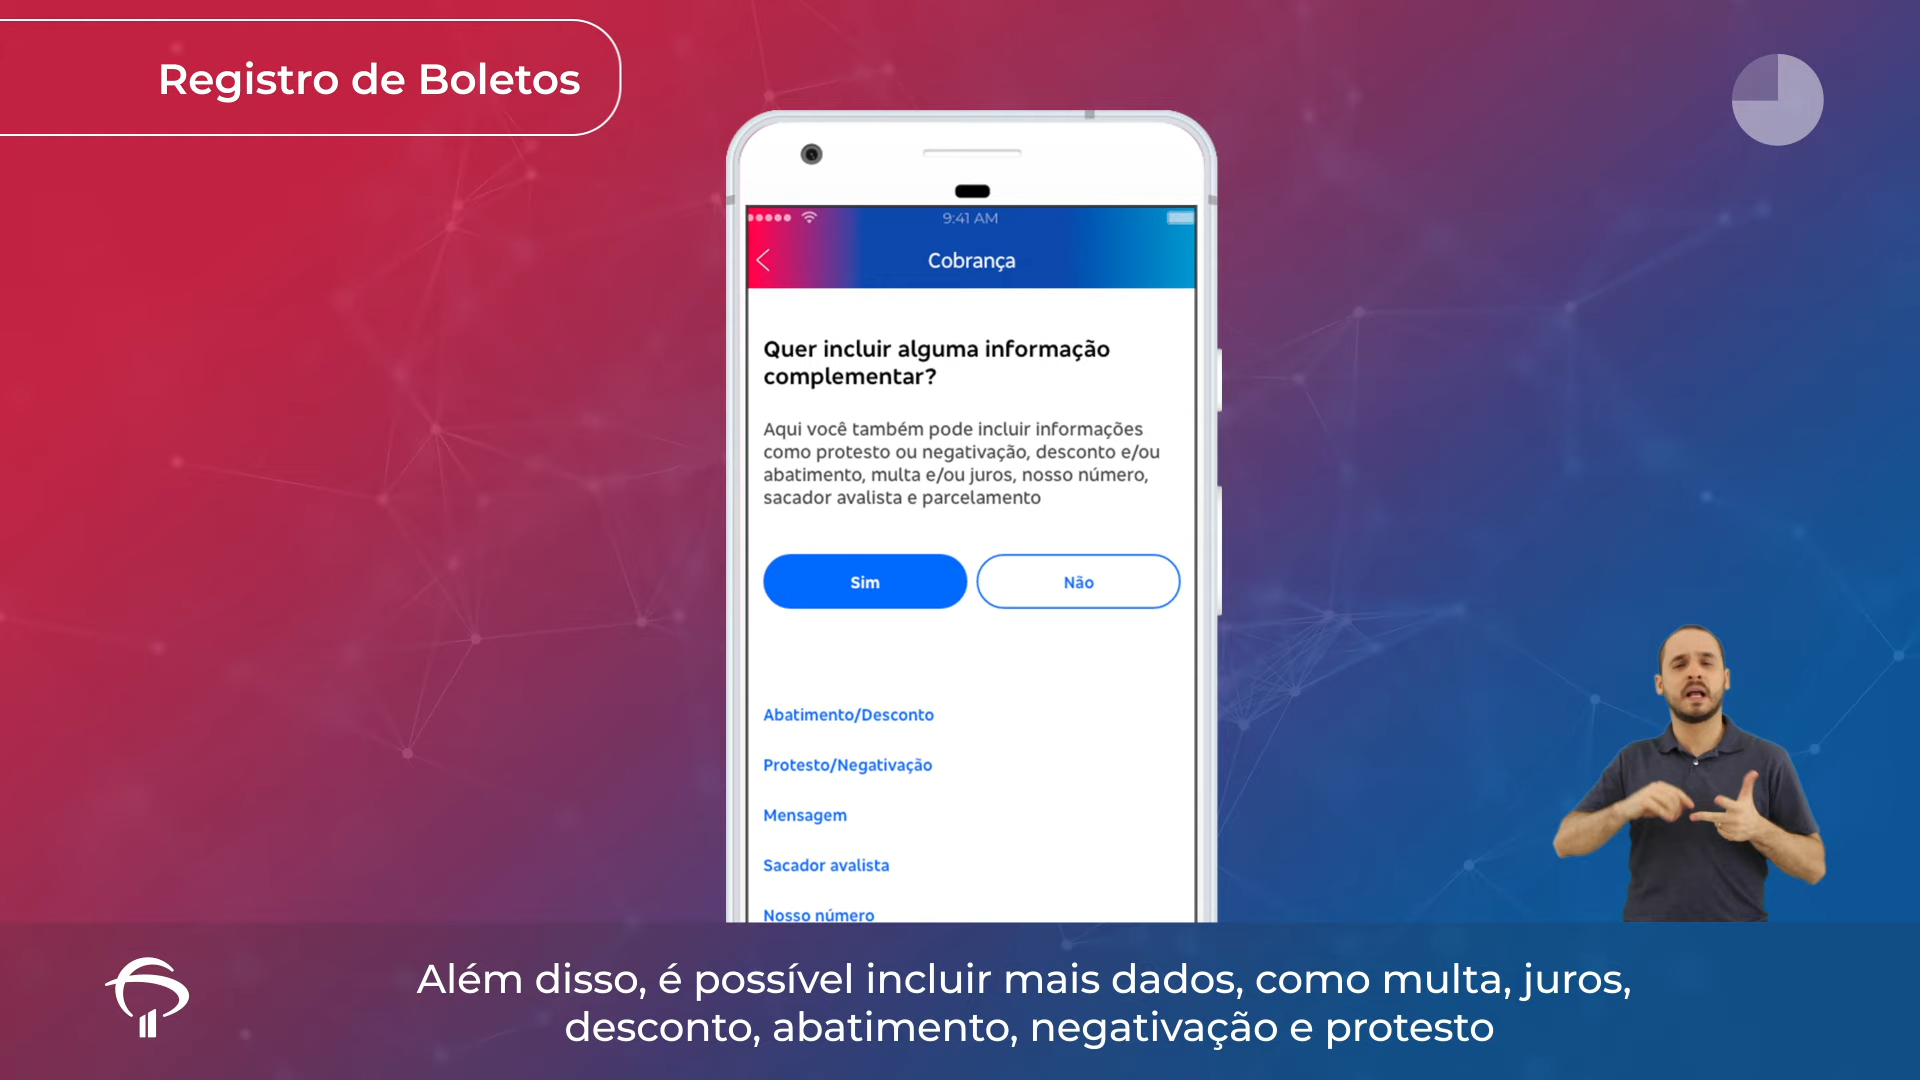 Registro de Boletos
9:41 AM
Cobrança
Quer incluir alguma informação
complementar?
Aqui você também pode incluir informações
como protesto ou negativação, desconto e/ou
abatimento, multa e/ou juros, nosso número,
sacador avalista e parcelamento
Sim
Não
Abatimento/Desconto
Protesto/Negativação
Mensagem
Sacador avalista
Nosso número
Além disso, é possível incluir mais dados, como multa, juros,
desconto, abatimento, negativação e protesto